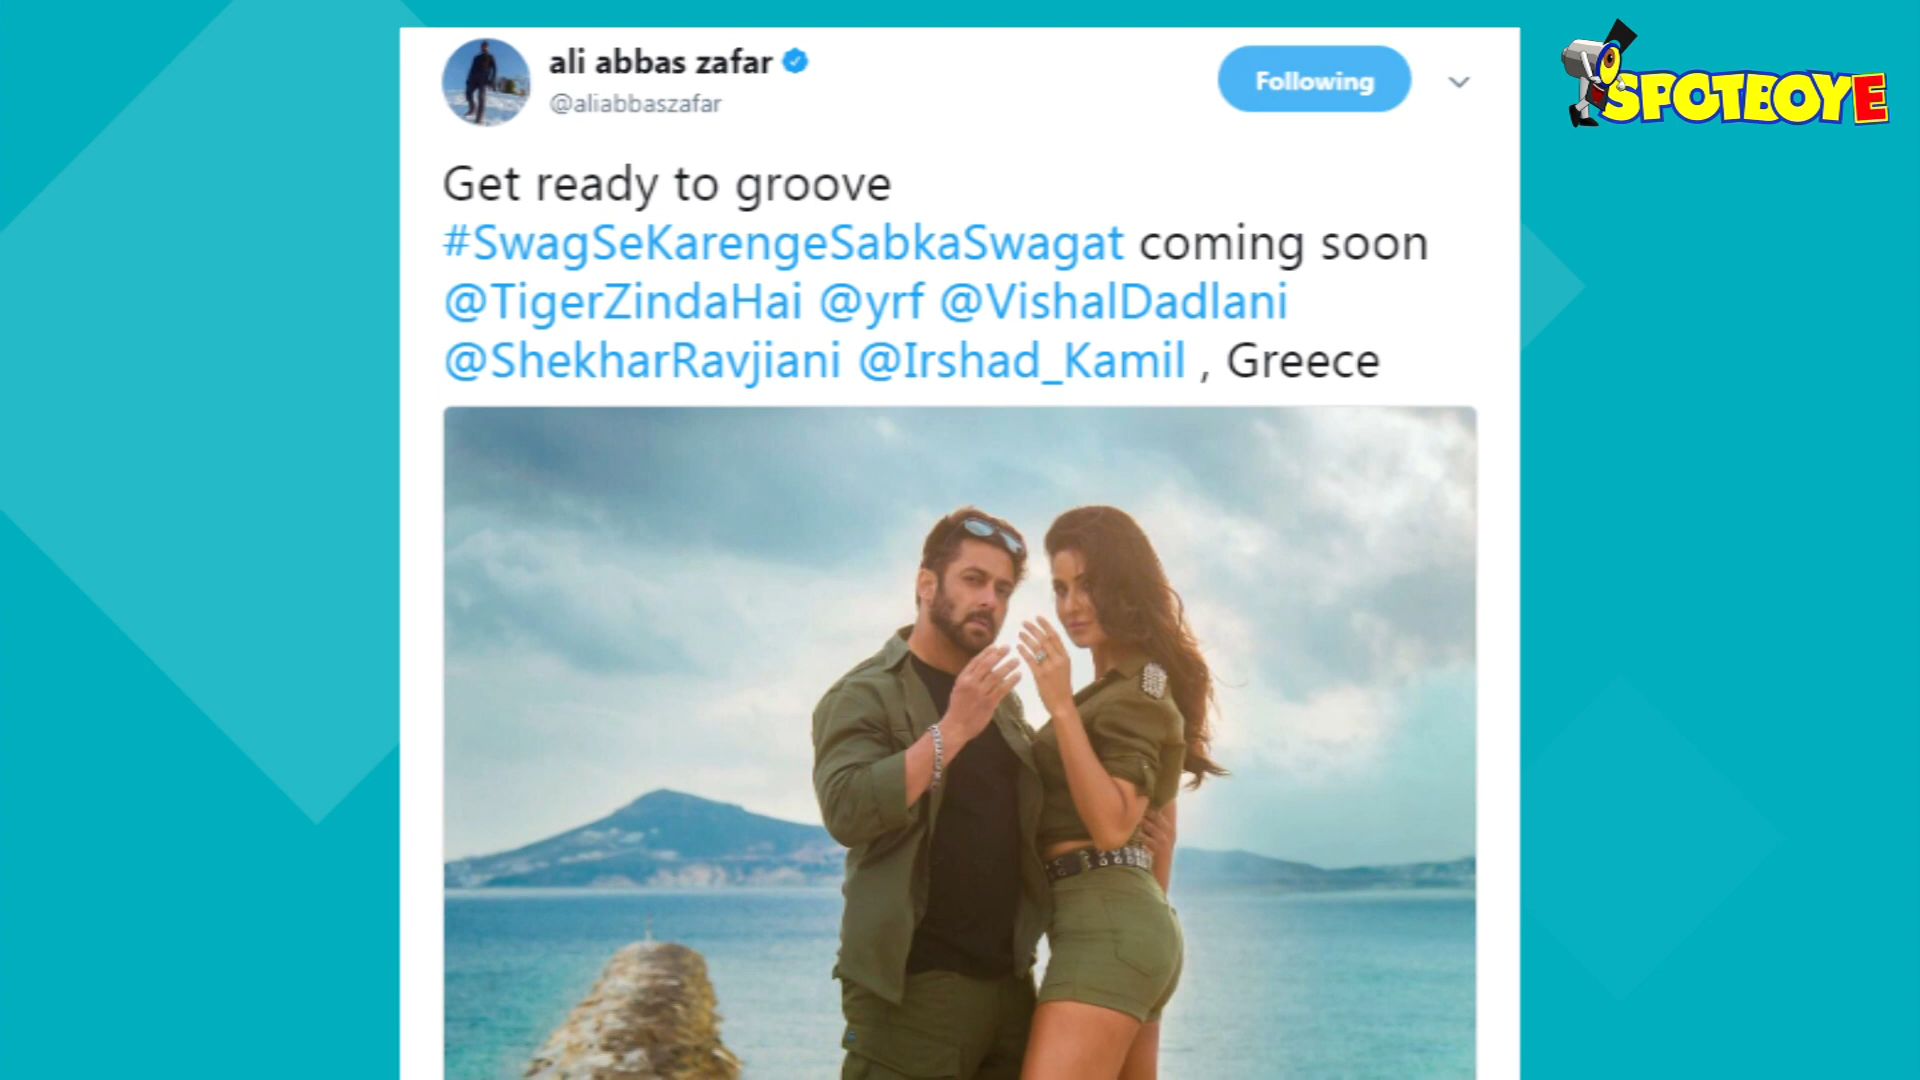 ali abbas zafar
@aliabbaszafar
Following
SPOTBOYE
Get ready to groove
#SwagSeKarengeSabkaSwagat coming soon
@TigerZindaHai @yrf @VishalDadlani
@ShekharRavjiani @Irshad_Kamil , Greece